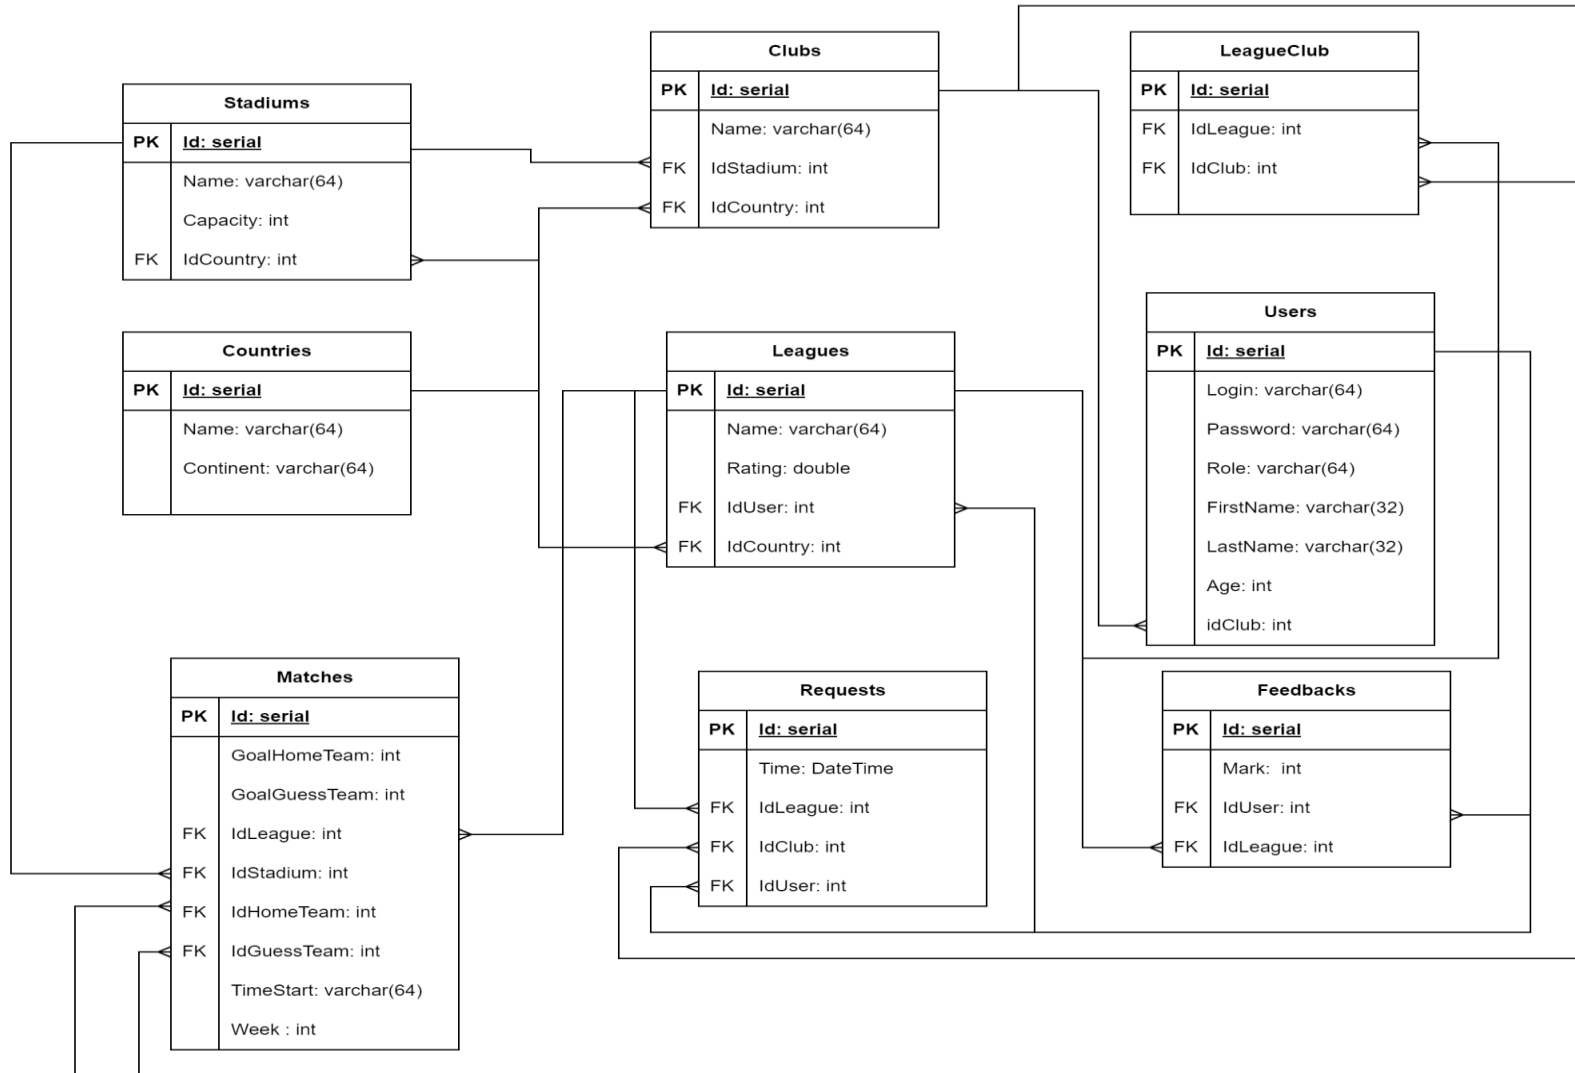 Stadiums
PK Id: serial
Name: varchar(64)
Capacity: int
FK IdCountry: int
Clubs
PK Id: serial
Name: varchar(64)
FK IdStadium: int
FK IdCountry: int
LeagueClub
PK Id: serial
FK IdLeague: int
FK IdClub: int
Countries
PK Id: serial
Name: varchar(64)
Continent: varchar(64)
Leagues
PK Id: serial
Name: varchar(64)
Rating: double
FK IdUser: int
FK IdCountry: int
Users
PK Id: serial
Login: varchar(64)
Password: varchar(64)
Role: varchar(64)
FirstName: varchar(32)
LastName: varchar(32)
Age: int
idClub: int
Matches
PK Id: serial
GoalHomeTeam: int
GoalGuessTeam: int
FK IdLeague: int
FK IdStadium: int
FK IdHomeTeam: int
FK IdGuessTeam: int
TimeStart: varchar(64)
Week : int
Requests
PK Id: serial
Time: DateTime
FK IdLeague: int
FK IdClub: int
FK IdUser: int
Feedbacks
PK Id: serial
Mark: int
FK IdUser: int
FK IdLeague: int